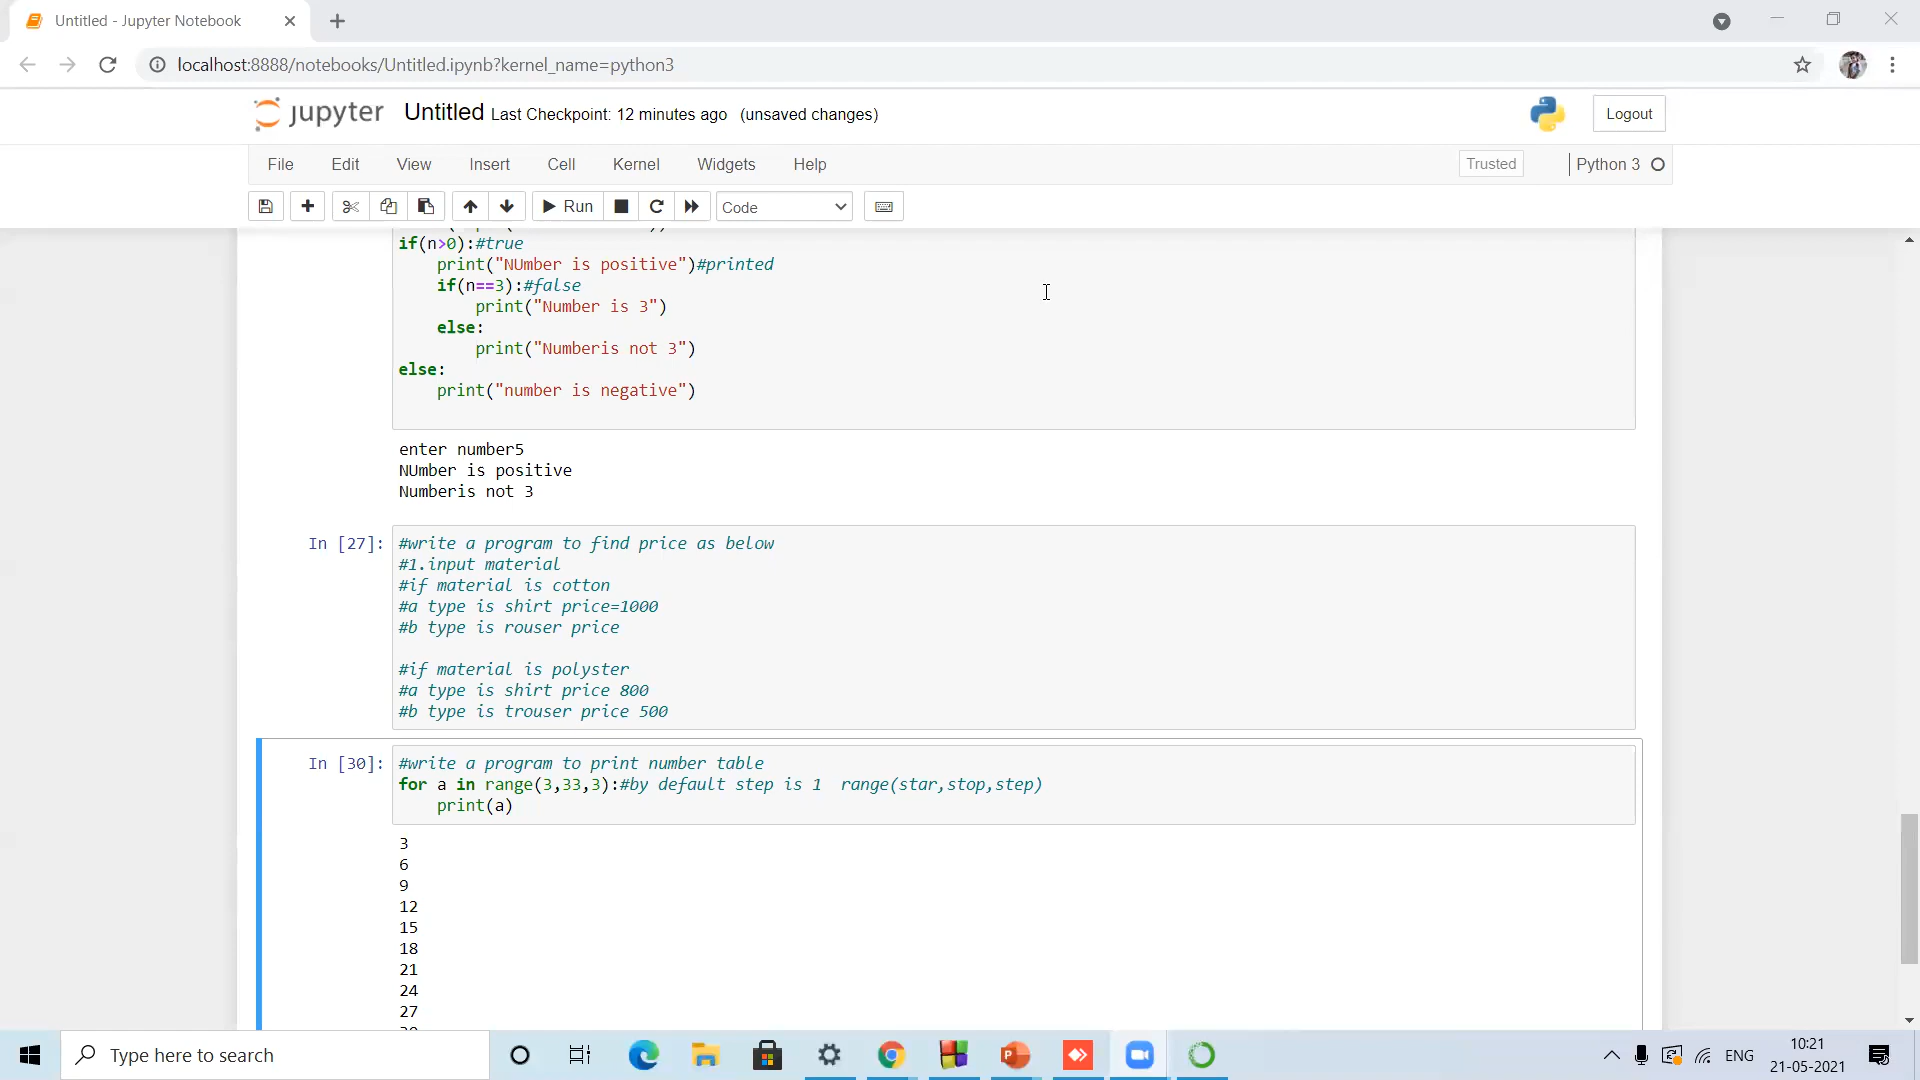 Untitled - Jupyter Notebook
localhost:8888/notebooks/Untitled.ipynb?kernel_name=python3
jupyter Untitled Last Checkpoint: 12 minutes ago (unsaved changes)
Logout
File Edit View Insert Cell Kernel Widgets Help
Trusted
Python 3
Run
Code
if(n>0):#true
    print("NUmber is positive")#printed
    if(n==3):#false
        print("Number is 3")
    else:
        print("Numberis not 3")
else:
    print("number is negative")
enter number5
NUmber is positive
Numberis not 3
In [27]:
#write a program to find price as below
#1.input material
#if material is cotton
#a type is shirt price=1000
#b type is rouser price
#if material is polyster
#a type is shirt price 800
#b type is trouser price 500
In [30]:
#write a program to print number table
for a in range(3,33,3):#by default step is 1  range(star,stop,step)
    print(a)
3
6
9
12
15
18
21
24
27
Type here to search
ENG
10:21
21-05-2021